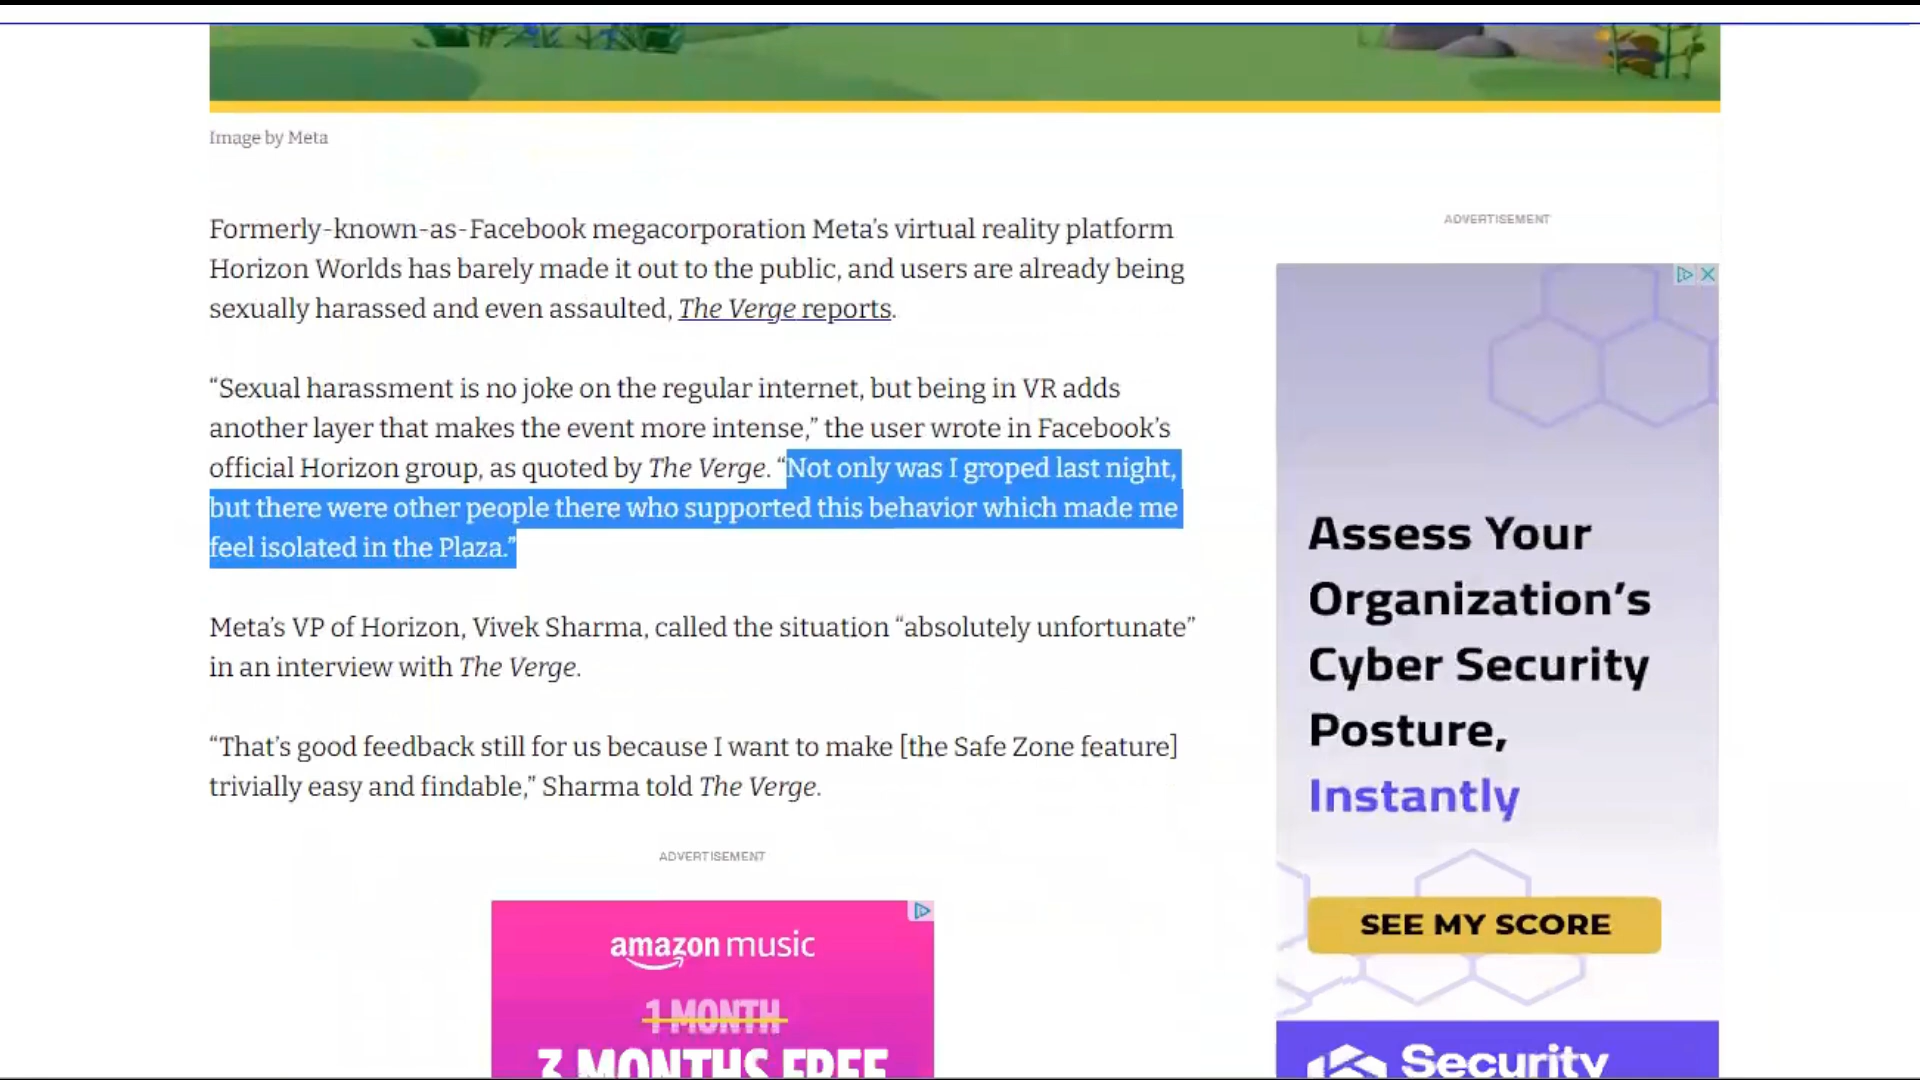 Image by Meta
Formerly-known-as-Facebook megacorporation Meta’s virtual reality platform
Horizon Worlds has barely made it out to the public, and users are already being
sexually harassed and even assaulted, The Verge reports.
“Sexual harassment is no joke on the regular internet, but being in VR adds
another layer that makes the event more intense,” the user wrote in Facebook’s
official Horizon group, as quoted by The Verge. “Not only was I groped last night,
but there were other people there who supported this behavior which made me
feel isolated in the Plaza.”
Meta’s VP of Horizon, Vivek Sharma, called the situation “absolutely unfortunate”
in an interview with The Verge.
“That’s good feedback still for us because I want to make [the Safe Zone feature]
trivially easy and findable,” Sharma told The Verge.
ADVERTISEMENT
amazon music
1 MONTH
3 MONTHS FREE
ADVERTISEMENT
Assess Your
Organization’s
Cyber Security
Posture,
Instantly
SEE MY SCORE
Security